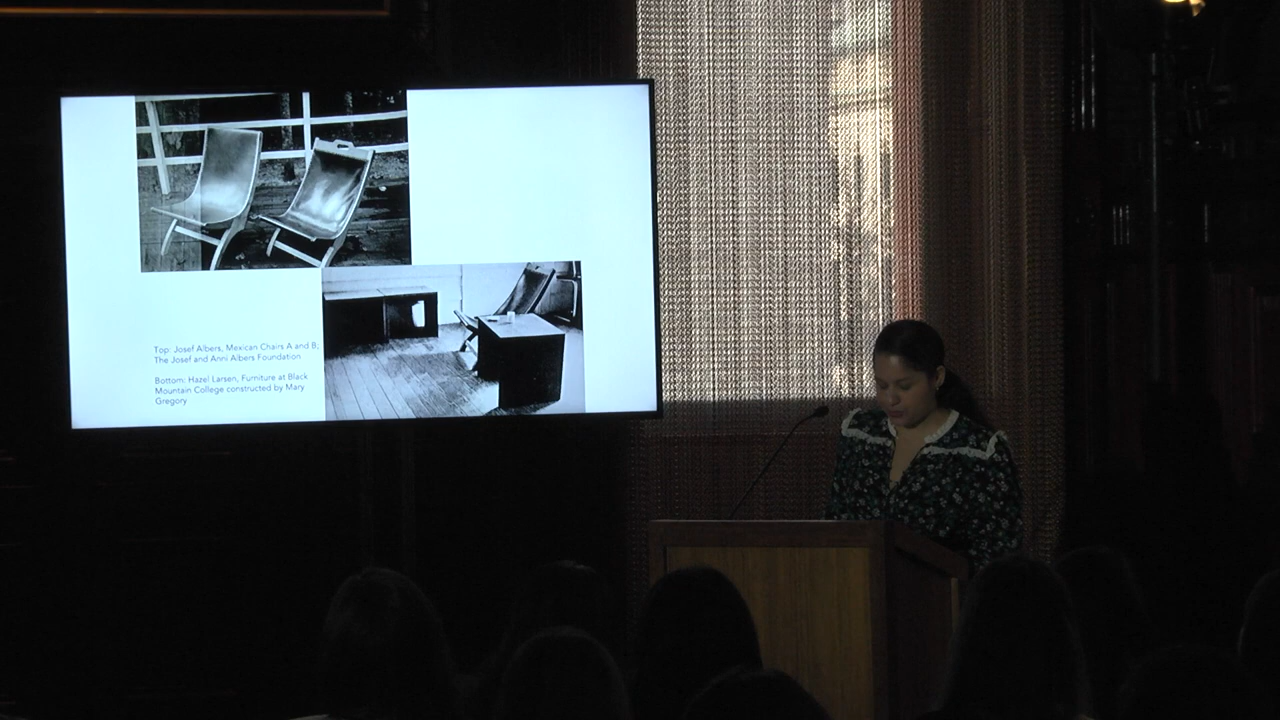 Top: Josef Albers, Mexican Chairs A and B;
The Josef and Anni Albers Foundation
Bottom: Hazel Larsen, Furniture at Black
Mountain College constructed by Mary
Gregory